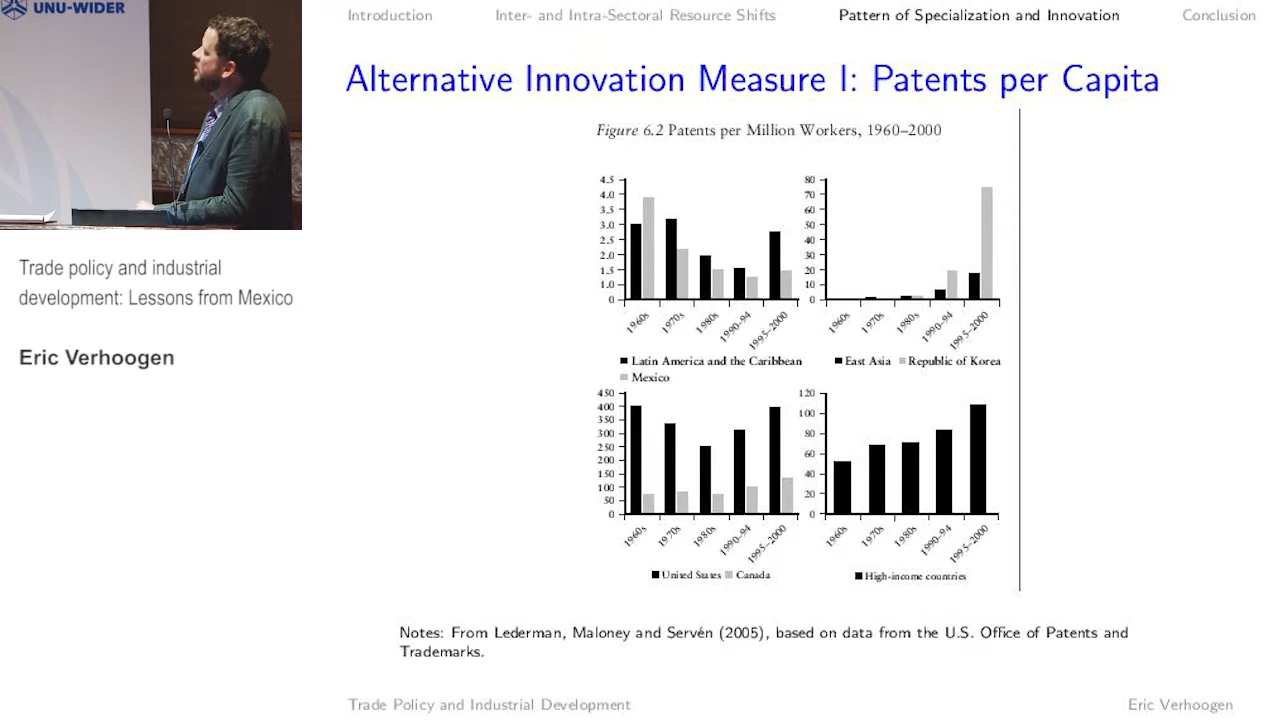 UNU-WIDER
Introduction
Inter- and Intra-Sectoral Resource Shifts
Pattern of Specialization and Innovation
Conclusion
Alternative Innovation Measure I: Patents per Capita
Figure 6.2 Patents per Million Workers, 1960–2000
4.5
4.0
3.5
3.0
2.5
2.0
1.5
1.0
0
1960s
1970s
1980s
1990–94
1995–2000
Latin America and the Caribbean
Mexico
80
70
60
50
40
30
20
10
0
1960s
1970s
1980s
1990–94
1995–2000
East Asia Republic of Korea
450
400
350
300
250
200
150
100
50
0
1960s
1970s
1980s
1990–94
1995–2000
United States Canada
120
100
80
60
40
20
0
1960s
1970s
1980s
1990–94
1995–2000
High-income countries
Notes: From Lederman, Maloney and Servén (2005), based on data from the U.S. Office of Patents and
Trademarks.
Trade policy and industrial
development: Lessons from Mexico
Eric Verhoogen
Trade Policy and Industrial Development
Eric Verhoogen